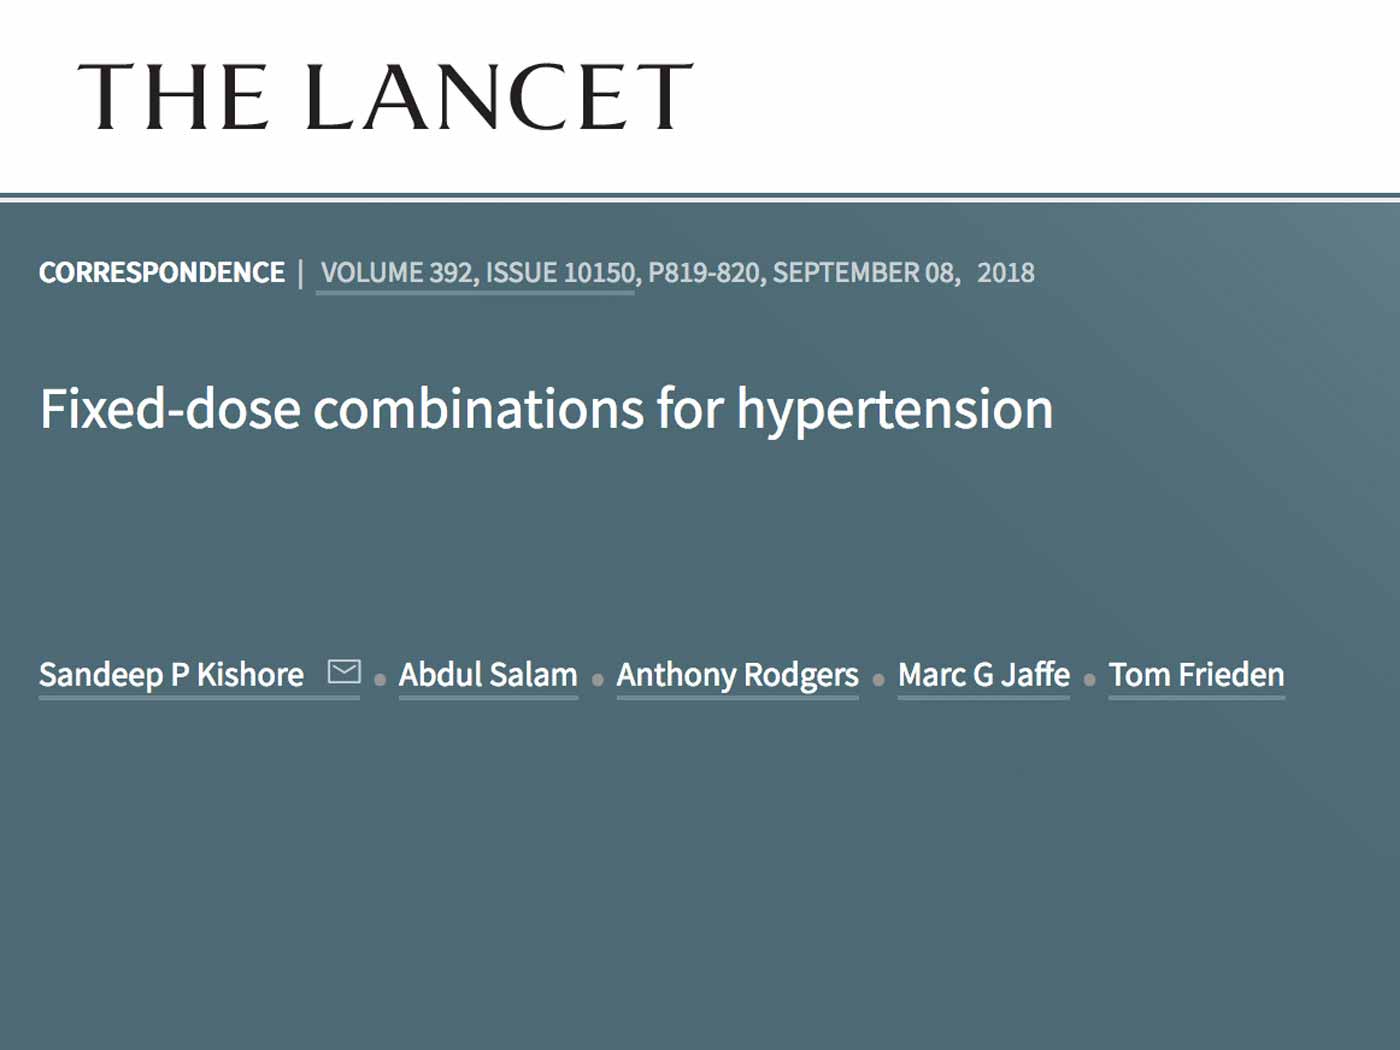 THE LANCET
CORRESPONDENCE | VOLUME 392, ISSUE 10150, P819-820, SEPTEMBER 08, 2018
Fixed-dose combinations for hypertension
Sandeep P Kishore • Abdul Salam • Anthony Rodgers • Marc G Jaffe • Tom Frieden